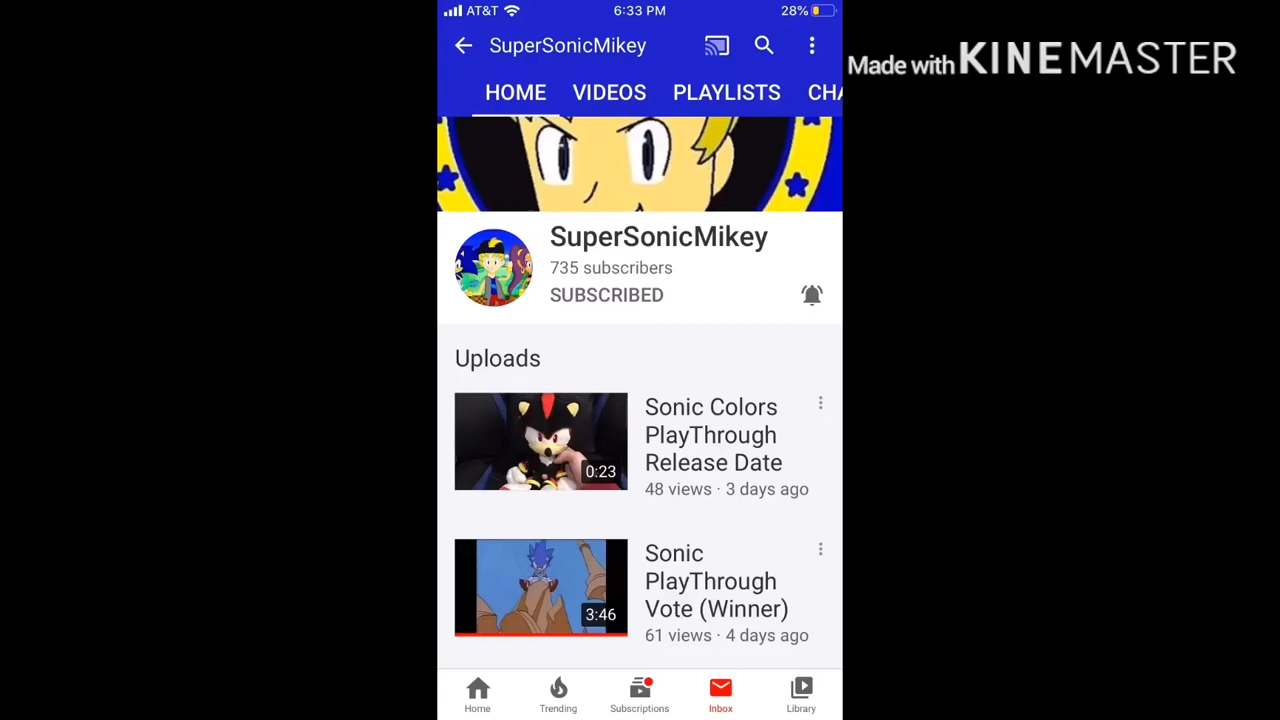 AT&T 6:33 PM 28%
SuperSonicMikey
Made with KINEMASTER
HOME VIDEOS PLAYLISTS CHA
SuperSonicMikey
735 subscribers
SUBSCRIBED
Uploads
Sonic Colors
PlayThrough
Release Date
0:23
48 views · 3 days ago
Sonic
PlayThrough
Vote (Winner)
3:46
61 views · 4 days ago
Home Trending Subscriptions Inbox Library